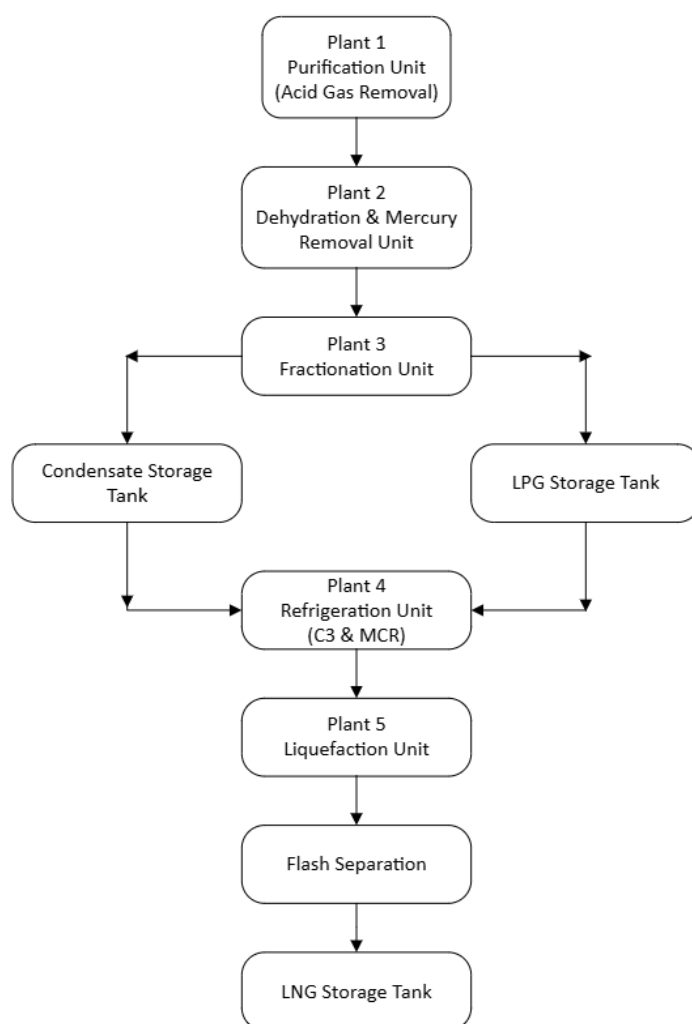 Plant 1
Purification Unit
(Acid Gas Removal)
Plant 2
Dehydration & Mercury
Removal Unit
Plant 3
Fractionation Unit
Condensate Storage
Tank
LPG Storage Tank
Plant 4
Refrigeration Unit
(C3 & MCR)
Plant 5
Liquefaction Unit
Flash Separation
LNG Storage Tank